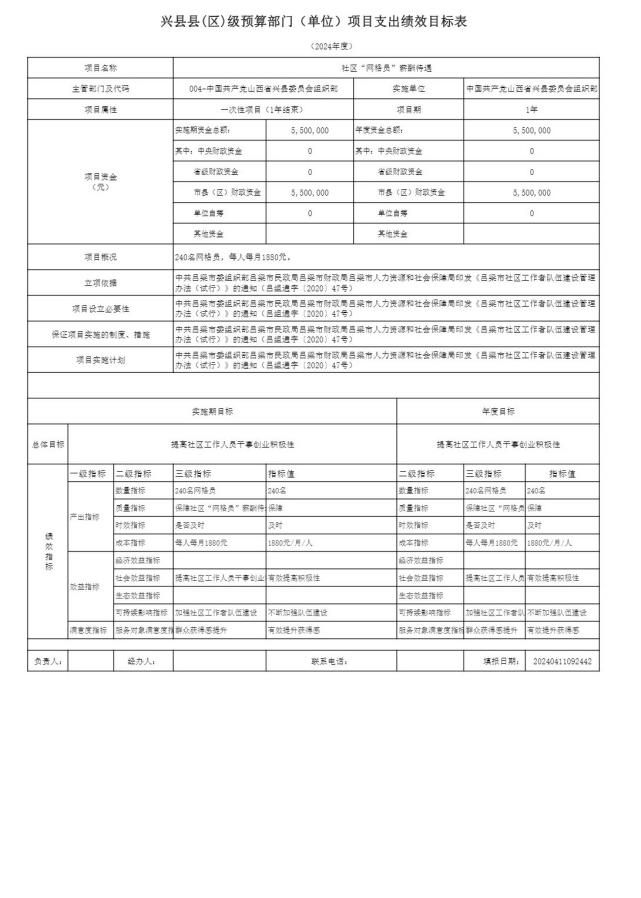 兴县县(区)级预算部门（单位）项目支出绩效目标表
（2024年度）
项目名称 社区“网格员”薪酬待遇
主管部门及代码 004-中国共产党山西省兴县委员会组织部 实施单位 中国共产党山西省兴县委员会组织部
项目属性 一次性项目（1年结束） 项目期 1年
项目资金（元） 实施期资金总额： 5,500,000 年度资金总额： 5,500,000
其中：中央财政资金 0 其中：中央财政资金 0
省级财政资金 0 省级财政资金 0
市县（区）财政资金 5,500,000 市县（区）财政资金 5,500,000
单位自筹 0 单位自筹 0
其他资金 其他资金
项目概况 240名网格员，每人每月1880元。
立项依据 中共吕梁市委组织部吕梁市民政局吕梁市财政局吕梁市人力资源和社会保障局印发《吕梁市社区工作者队伍建设管理
办法（试行）》的通知（吕组通字〔2020〕47号）
项目设立必要性 中共吕梁市委组织部吕梁市民政局吕梁市财政局吕梁市人力资源和社会保障局印发《吕梁市社区工作者队伍建设管理
办法（试行）》的通知（吕组通字〔2020〕47号）
保证项目实施的制度、措施 中共吕梁市委组织部吕梁市民政局吕梁市财政局吕梁市人力资源和社会保障局印发《吕梁市社区工作者队伍建设管理
办法（试行）》的通知（吕组通字〔2020〕47号）
项目实施计划 中共吕梁市委组织部吕梁市民政局吕梁市财政局吕梁市人力资源和社会保障局印发《吕梁市社区工作者队伍建设管理
办法（试行）》的通知（吕组通字〔2020〕47号）
实施期目标 年度目标
总体目标 提高社区工作人员干事创业积极性 提高社区工作人员干事创业积极性
绩效指标 一级指标 二级指标 三级指标 指标值 二级指标 三级指标 指标值
产出指标 数量指标 240名网格员 240名 数量指标 240名网格员 240名
质量指标 保障社区“网格员”薪酬待 保障 质量指标 保障社区“网格员 保障
时效指标 是否及时 及时 时效指标 是否及时 及时
成本指标 每人每月1880元 1880元/月/人 成本指标 每人每月1880元 1880元/月/人
效益指标 经济效益指标 经济效益指标
社会效益指标 提高社区工作人员干事创业 有效提高积极性 社会效益指标 提高社区工作人员 有效提高积极性
生态效益指标 生态效益指标
可持续影响指标 加强社区工作者队伍建设 不断加强队伍建设 可持续影响指标 加强社区工作者队 不断加强队伍建设
满意度指标 服务对象满意度指标 群众获得感提升 有效提升获得感 服务对象满意度指标 群众获得感提升 有效提升获得感
负责人： 经办人： 联系电话： 填报日期： 20240411092442